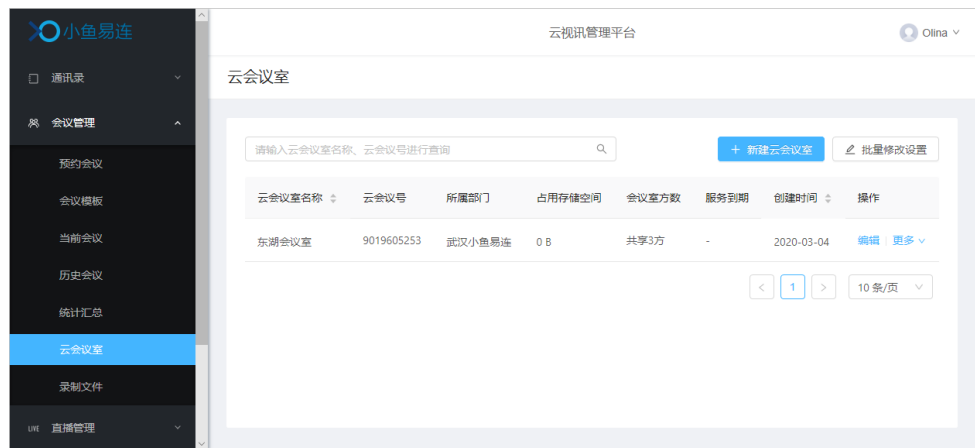 小鱼易连
云视讯管理平台
Olina
通讯录
云会议室
会议管理
请输入云会议室名称、云会议号进行查询
+ 新建云会议室
批量修改设置
预约会议
会议模板
云会议室名称 云会议号 所属部门 占用存储空间 会议室方数 服务到期 创建时间 操作
当前会议
东湖会议室 9019605253 武汉小鱼易连 0 B 共享3方 - 2020-03-04 编辑 更多
历史会议
< 1 > 10 条/页
统计汇总
云会议室
录制文件
LIVE 直播管理